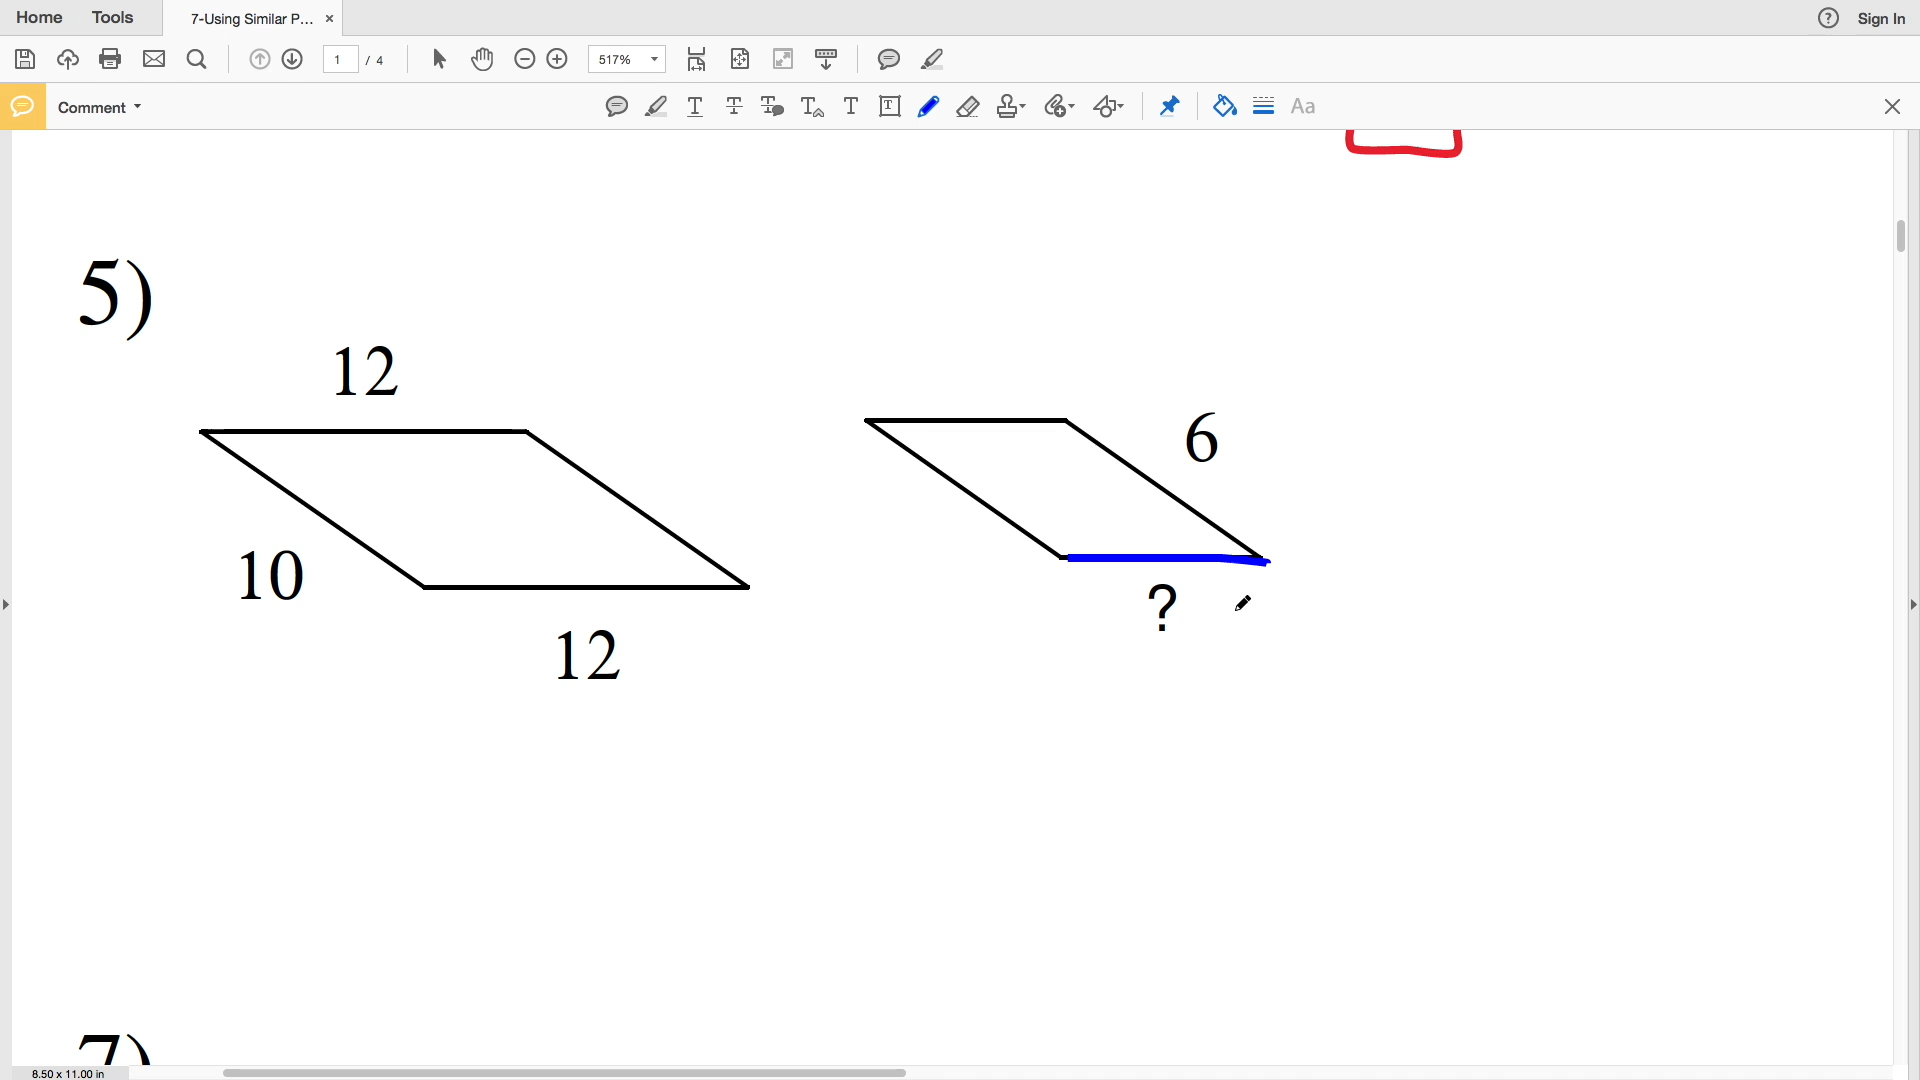 Home Tools 7-Using Similar P... × ? Sign In
1 / 4 517%
Comment T T T T T T Aa
5)
12
6
10
?
12
7)
8.50 x 11.00 in